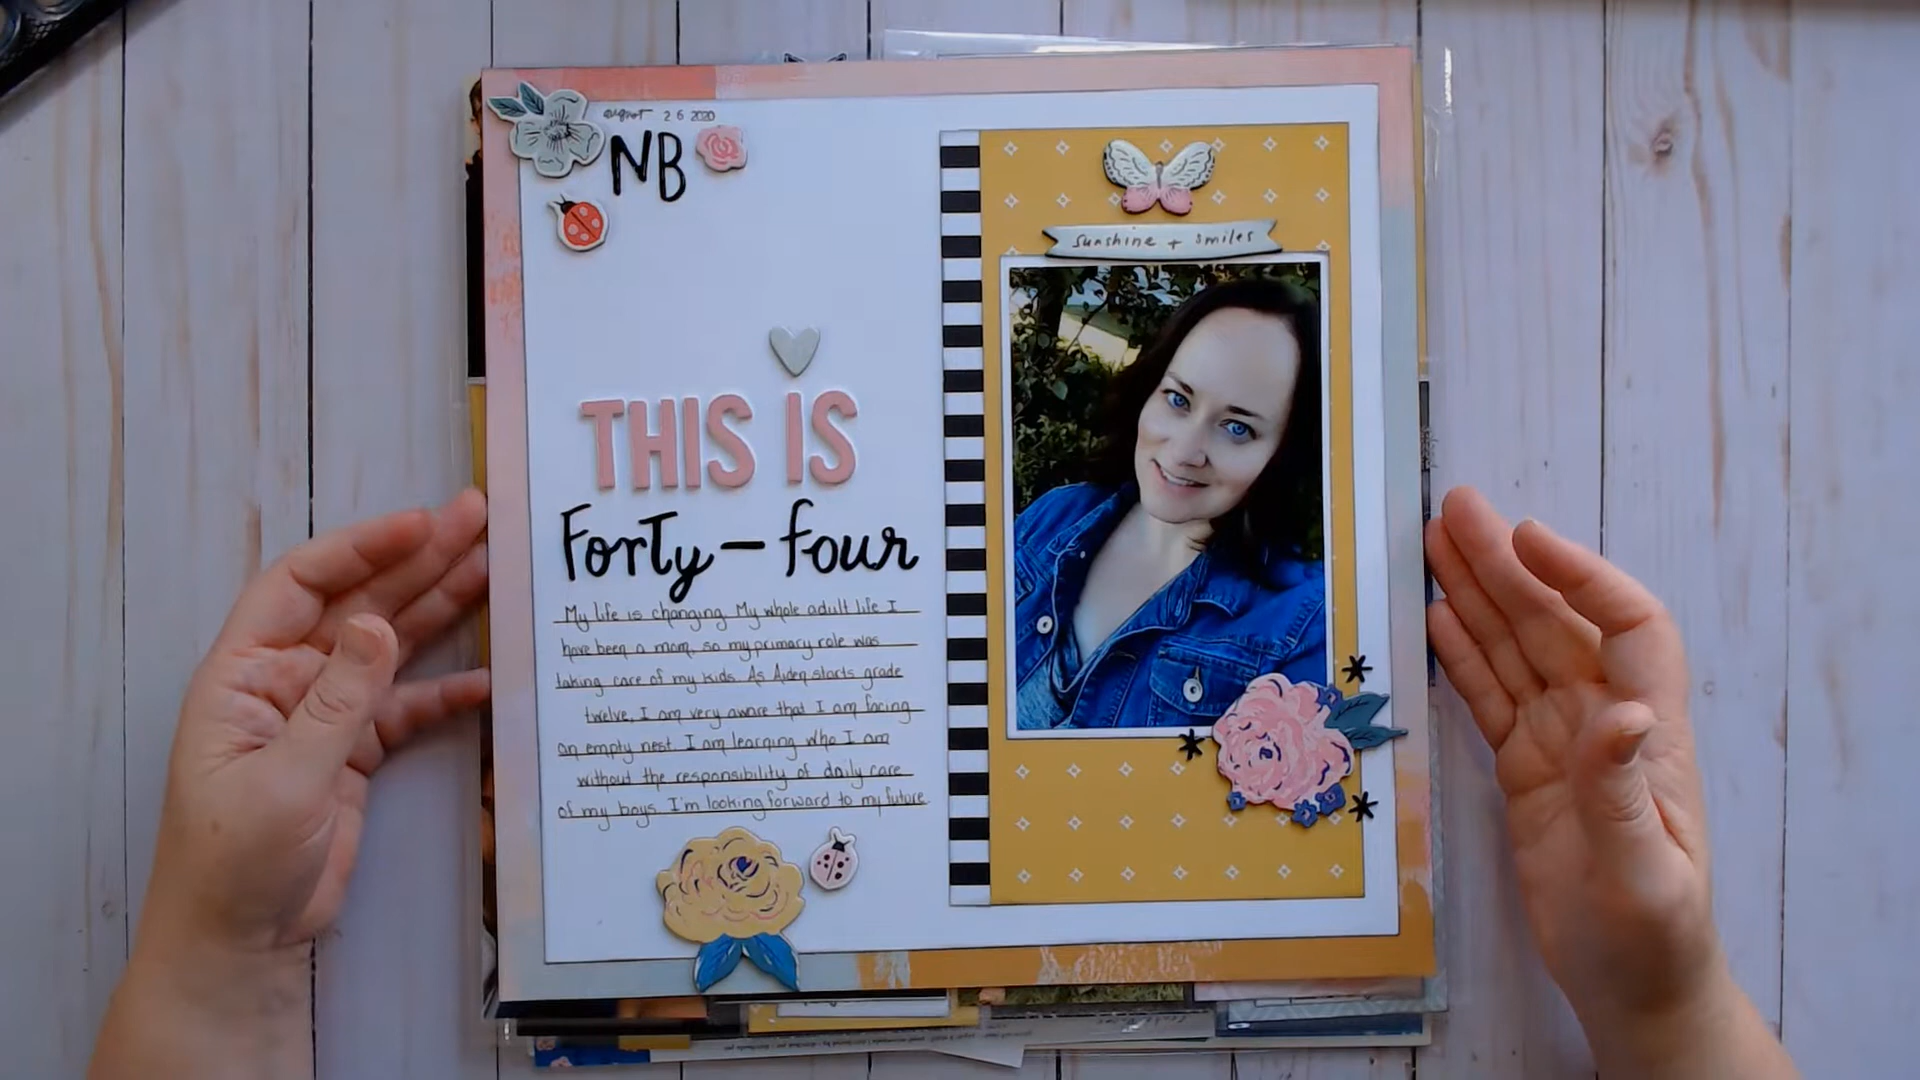 august 26 2020
NB
sunshine + smiles
THIS IS
Forty-four
My life is changing. My whole adult life I
have been a mom, so my primary role was
taking care of my kids. As Aiden starts grade
twelve, I am very aware that I am facing
an empty nest. I am learning who I am
without the responsibility of daily care
of my boys. I'm looking forward to my future.